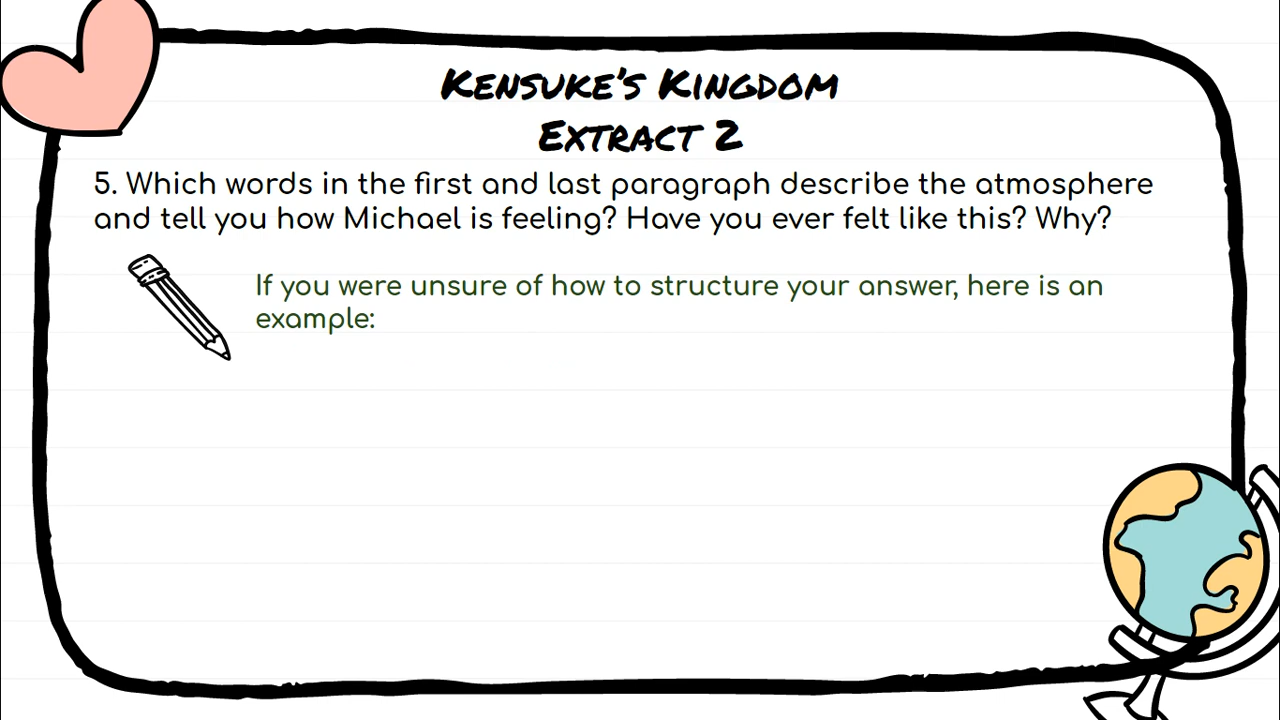 Kensuke's Kingdom
Extract 2
5. Which words in the first and last paragraph describe the atmosphere
and tell you how Michael is feeling? Have you ever felt like this? Why?
If you were unsure of how to structure your answer, here is an
example: